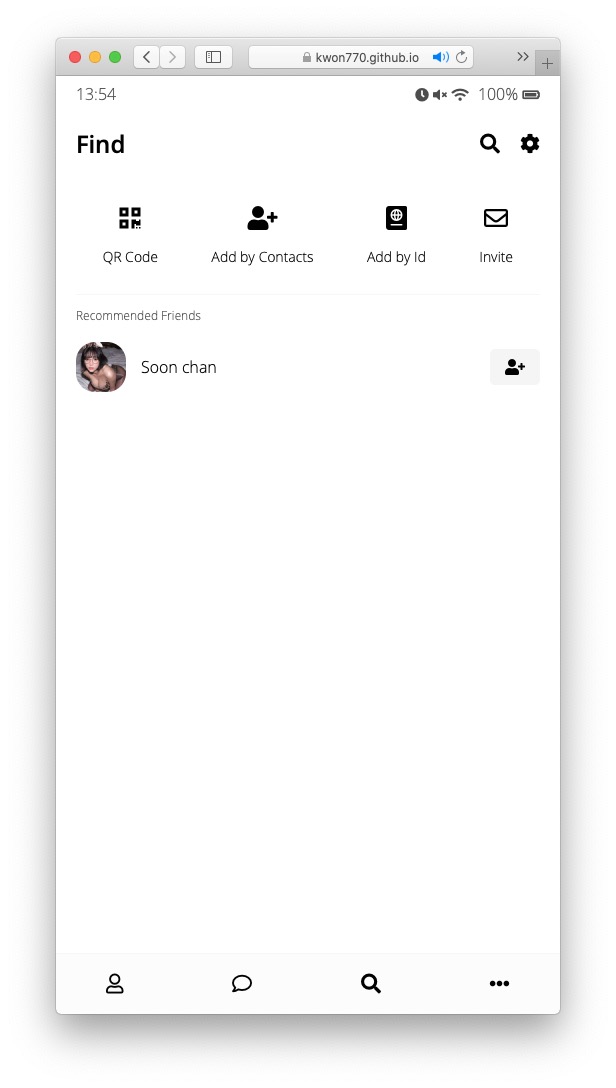 kwon770.github.io
13:54 100%
Find
QR Code Add by Contacts Add by Id Invite
Recommended Friends
Soon chan